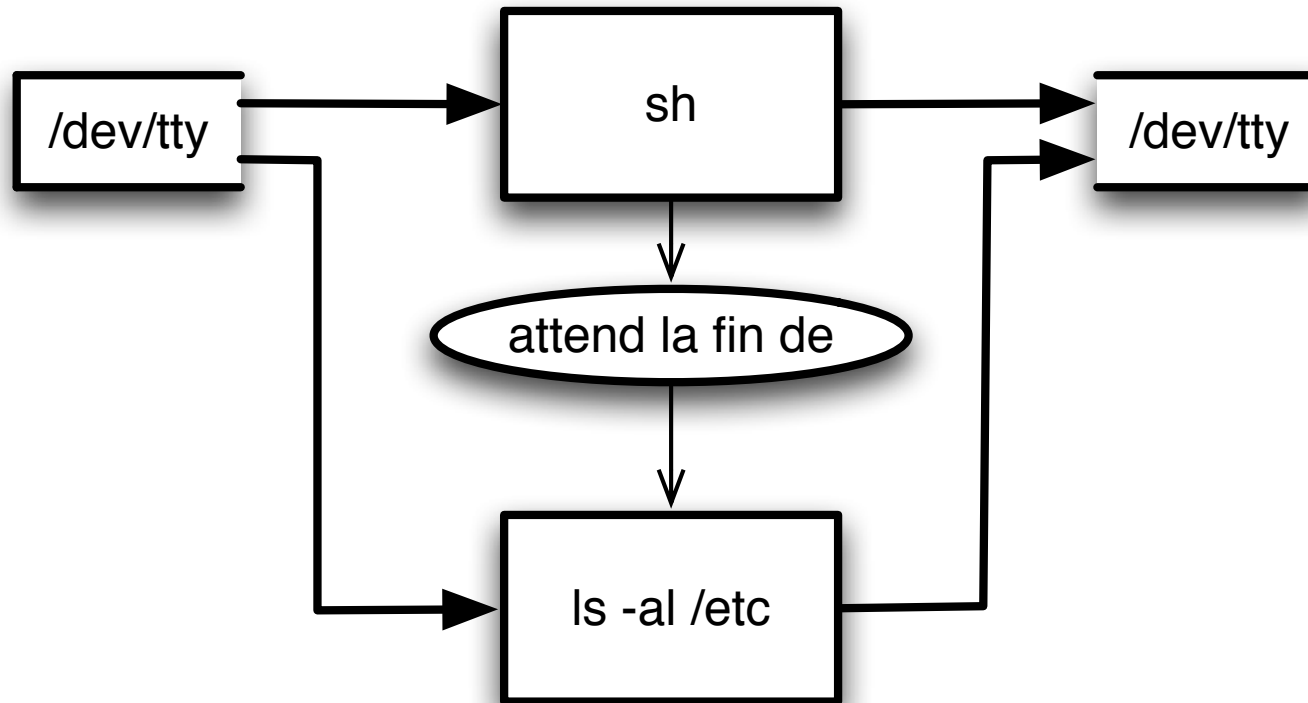 sh
/dev/tty
/dev/tty
attend la fin de
ls -al /etc